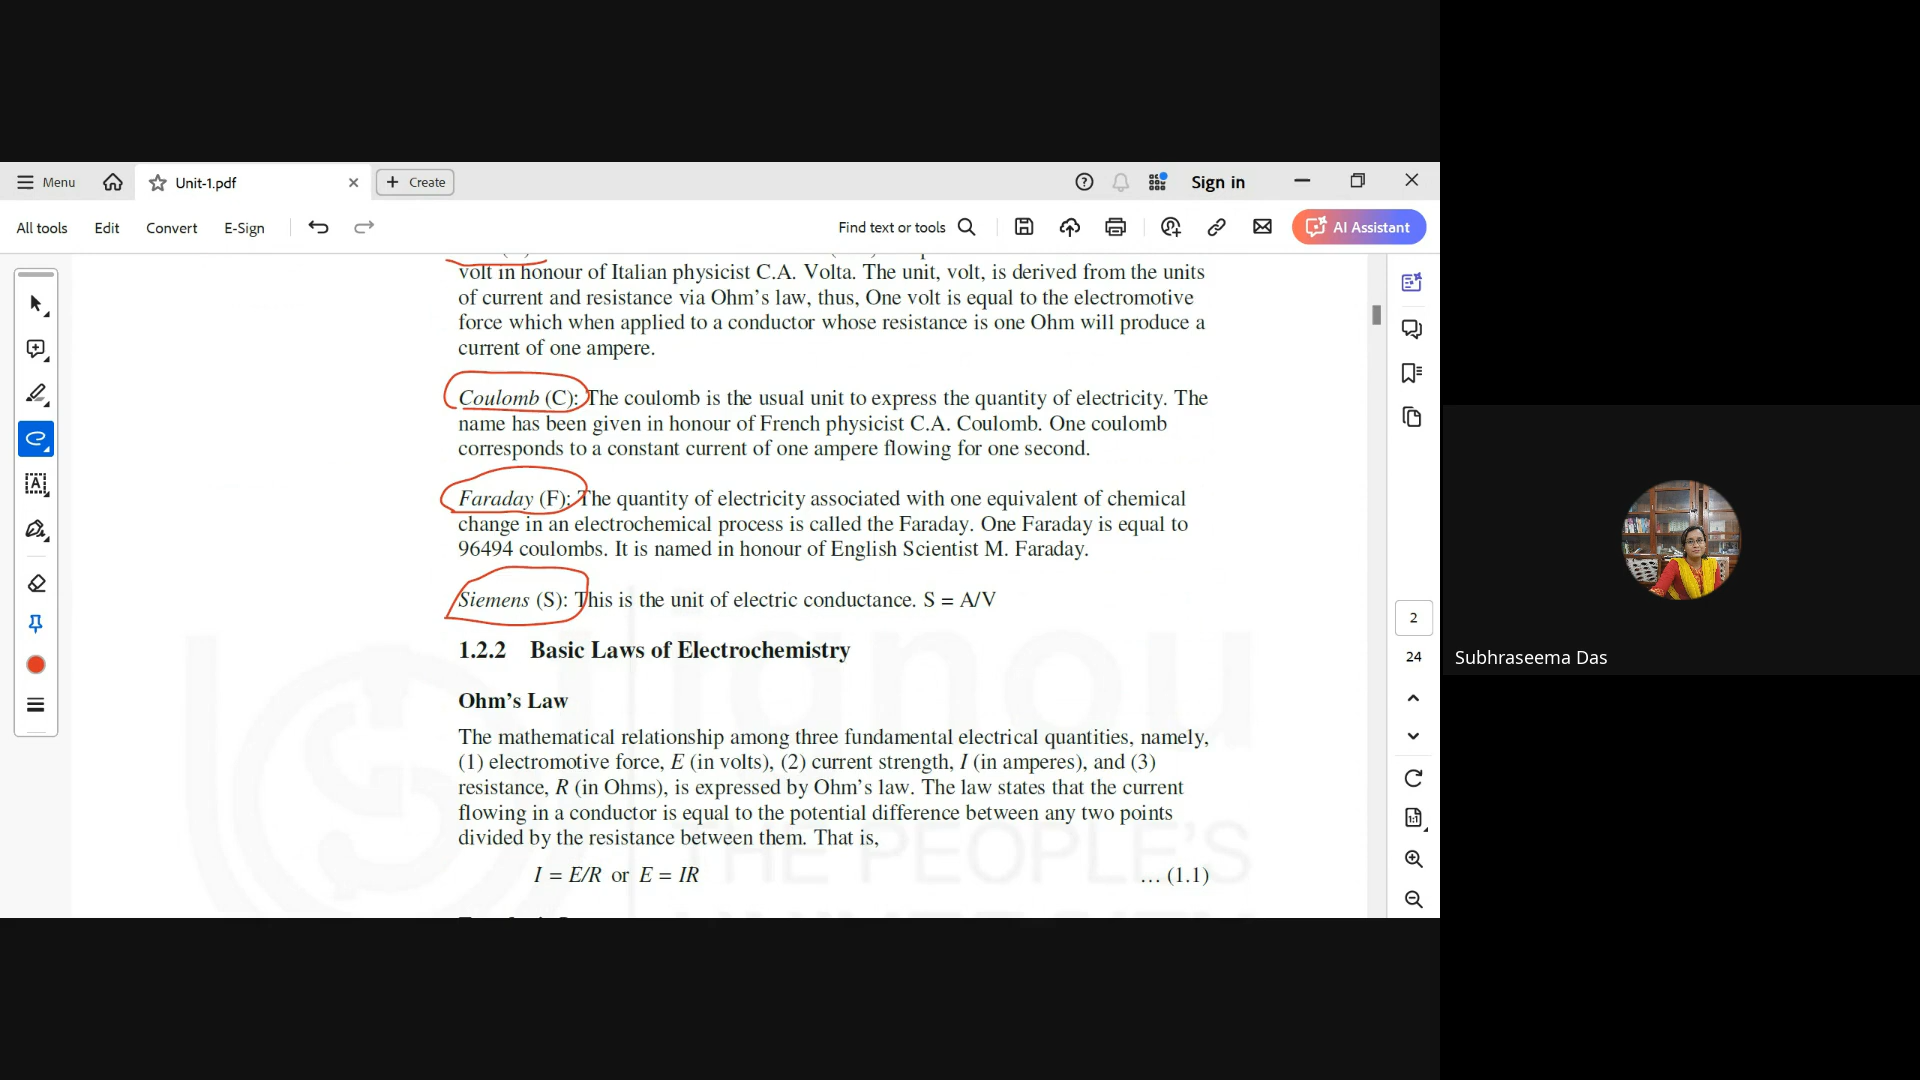 Menu
Unit-1.pdf
Create
Sign in
All tools
Edit
Convert
E-Sign
Find text or tools
AI Assistant
volt in honour of Italian physicist C.A. Volta. The unit, volt, is derived from the units
of current and resistance via Ohm’s law, thus, One volt is equal to the electromotive
force which when applied to a conductor whose resistance is one Ohm will produce a
current of one ampere.
Coulomb (C): The coulomb is the usual unit to express the quantity of electricity. The
name has been given in honour of French physicist C.A. Coulomb. One coulomb
corresponds to a constant current of one ampere flowing for one second.
Faraday (F): The quantity of electricity associated with one equivalent of chemical
change in an electrochemical process is called the Faraday. One Faraday is equal to
96494 coulombs. It is named in honour of English Scientist M. Faraday.
Siemens (S): This is the unit of electric conductance. S = A/V
1.2.2 Basic Laws of Electrochemistry
Ohm’s Law
The mathematical relationship among three fundamental electrical quantities, namely,
(1) electromotive force, E (in volts), (2) current strength, I (in amperes), and (3)
resistance, R (in Ohms), is expressed by Ohm’s law. The law states that the current
flowing in a conductor is equal to the potential difference between any two points
divided by the resistance between them. That is,
I = E/R or E = IR ... (1.1)
ignou
THE PEOPLE’S
2
24
Subhraseema Das